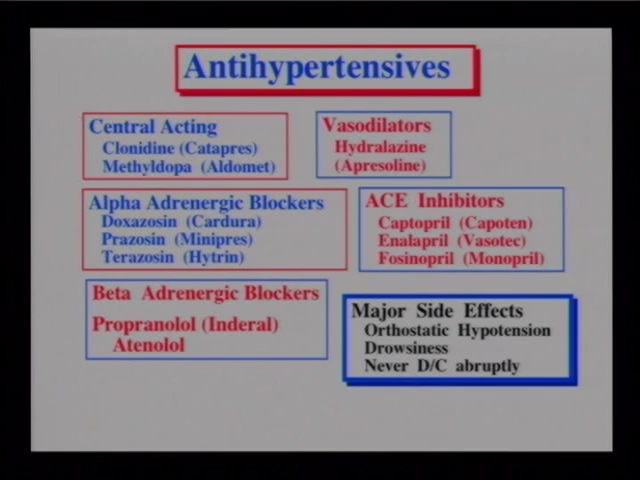 Antihypertensives
Central Acting
Clonidine (Catapres)
Methyldopa (Aldomet)
Vasodilators
Hydralazine
(Apresoline)
Alpha Adrenergic Blockers
Doxazosin (Cardura)
Prazosin (Minipres)
Terazosin (Hytrin)
ACE Inhibitors
Captopril (Capoten)
Enalapril (Vasotec)
Fosinopril (Monopril)
Beta Adrenergic Blockers
Propranolol (Inderal)
Atenolol
Major Side Effects
Orthostatic Hypotension
Drowsiness
Never D/C abruptly